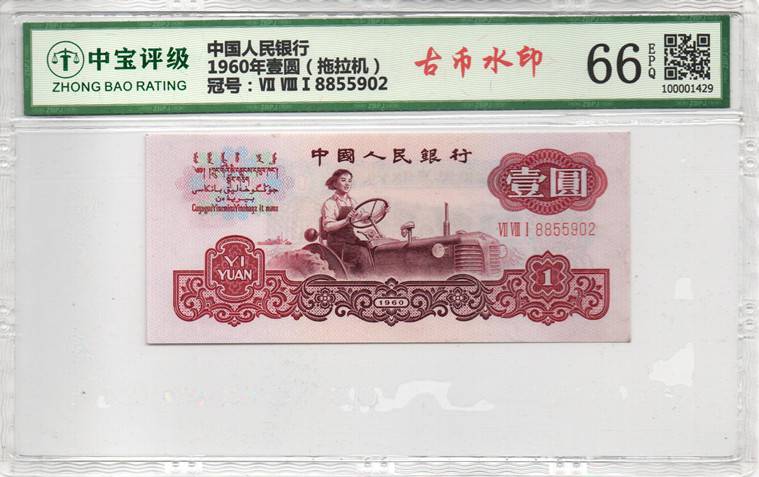 中宝评级
ZHONG BAO RATING
中国人民银行
1960年壹圆（拖拉机）
冠号：Ⅶ Ⅷ Ⅰ 8855902
古币水印
66
EPQ
100001429
中國人民銀行
壹圓
Ⅶ Ⅷ Ⅰ 8855902
YI
YUAN
1960
1